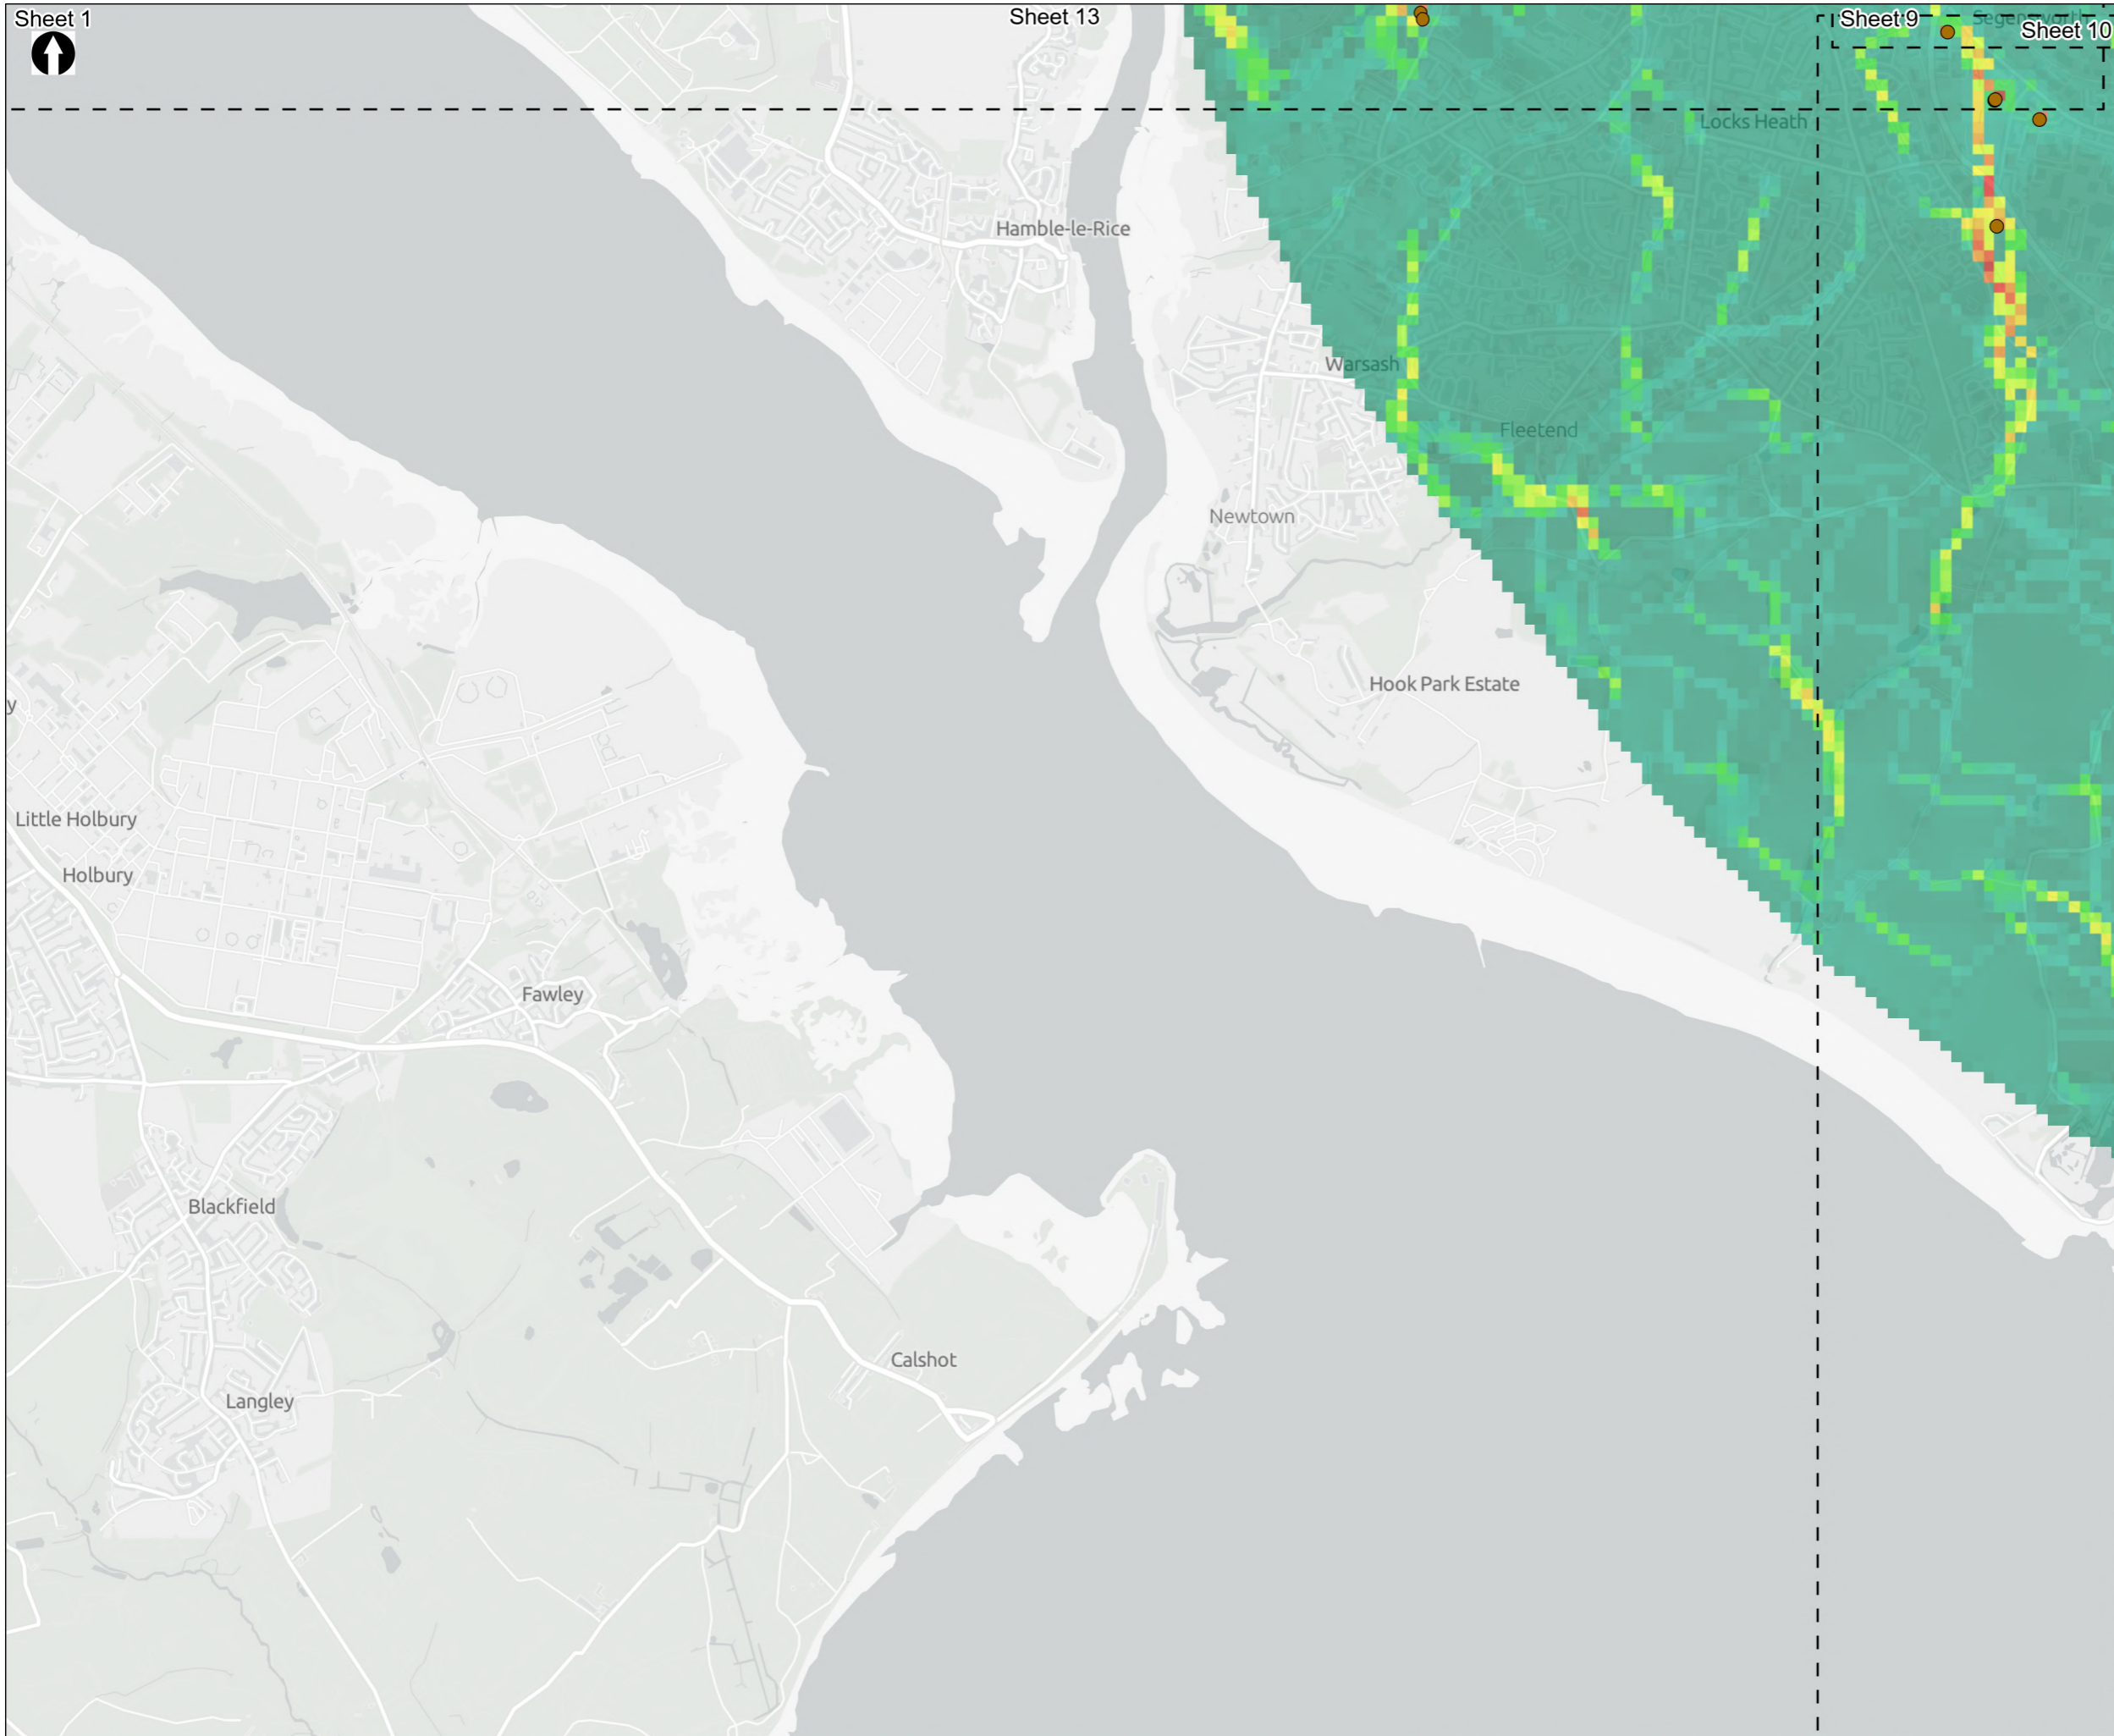 Sheet 1
Sheet 13
Sheet 9
Segensworth
Sheet 10
Locks Heath
Hamble-le-Rice
Warsash
Fleetend
Newtown
Hook Park Estate
y
Little Holbury
Holbury
Fawley
Blackfield
Calshot
Langley